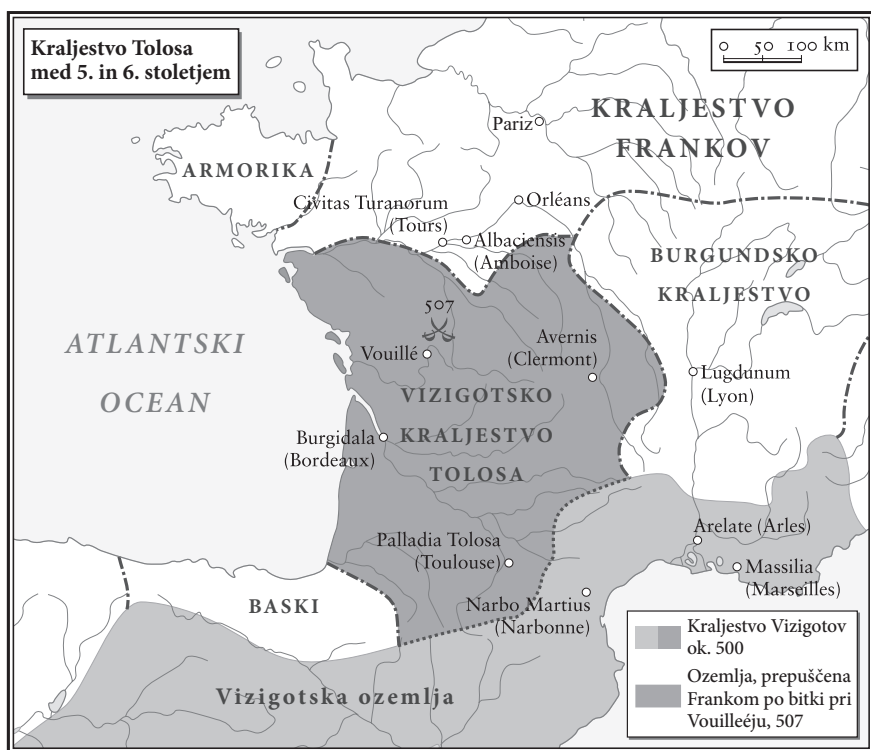 Kraljestvo Tolosa
med 5. in 6. stoletjem
0 50 100 km
KRALJESTVO
FRANKOV
Pariz
ARMORIKA
Civitas Turanorum
(Tours)
Orléans
Albaciensis
(Amboise)
BURGUNDSKO
KRALJESTVO
507
ATLANTSKI
OCEAN
Vouillé
Avernis
(Clermont)
Lugdunum
(Lyon)
VIZIGOTSKO
KRALJESTVO
TOLOSA
Burgidala
(Bordeaux)
Palladia Tolosa
(Toulouse)
Arelate (Arles)
Massilia
(Marseilles)
Narbo Martius
(Narbonne)
BASKI
Vizigotska ozemlja
Kraljestvo Vizigotov
ok. 500
Ozemlja, prepuščena
Frankom po bitki pri
Vouilleéju, 507